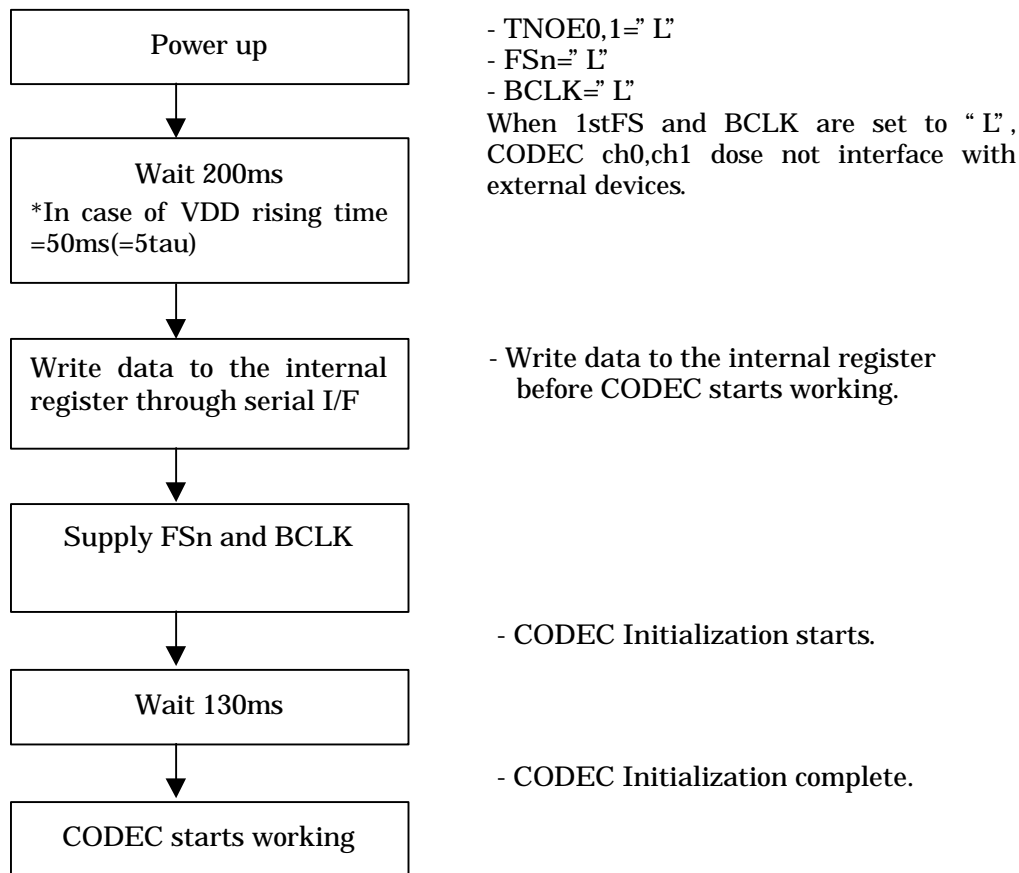 Power up
- TNOE0,1=” L”
- FSn=” L”
- BCLK=” L”
When 1stFS and BCLK are set to “ L”,
CODEC ch0,ch1 dose not interface with
external devices.
Wait 200ms
*In case of VDD rising time
=50ms(=5tau)
Write data to the internal
register through serial I/F
- Write data to the internal register
before CODEC starts working.
Supply FSn and BCLK
- CODEC Initialization starts.
Wait 130ms
- CODEC Initialization complete.
CODEC starts working